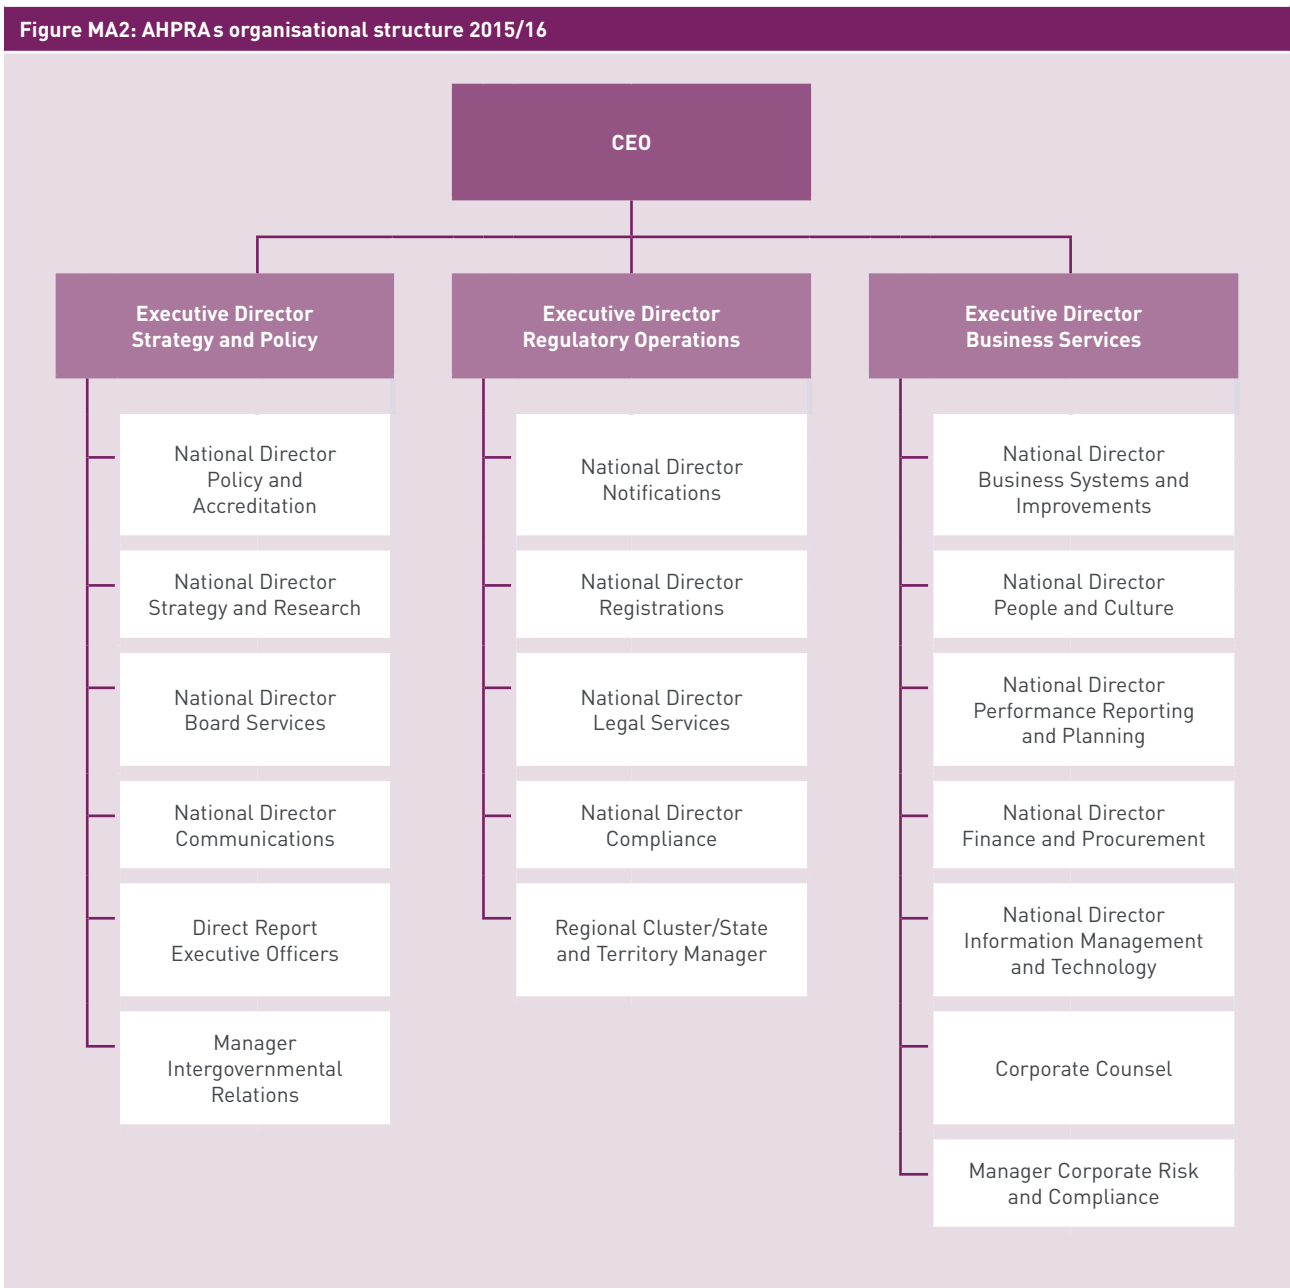 Figure MA2: AHPRA s organisational structure 2015/16
CEO
Executive Director
Strategy and Policy
National Director
Policy and
Accreditation
National Director
Strategy and Research
National Director
Board Services
National Director
Communications
Direct Report
Executive Officers
Manager
Intergovernmental
Relations
Executive Director
Regulatory Operations
National Director
Notifications
National Director
Registrations
National Director
Legal Services
National Director
Compliance
Regional Cluster/State
and Territory Manager
Executive Director
Business Services
National Director
Business Systems and
Improvements
National Director
People and Culture
National Director
Performance Reporting
and Planning
National Director
Finance and Procurement
National Director
Information Management
and Technology
Corporate Counsel
Manager Corporate Risk
and Compliance